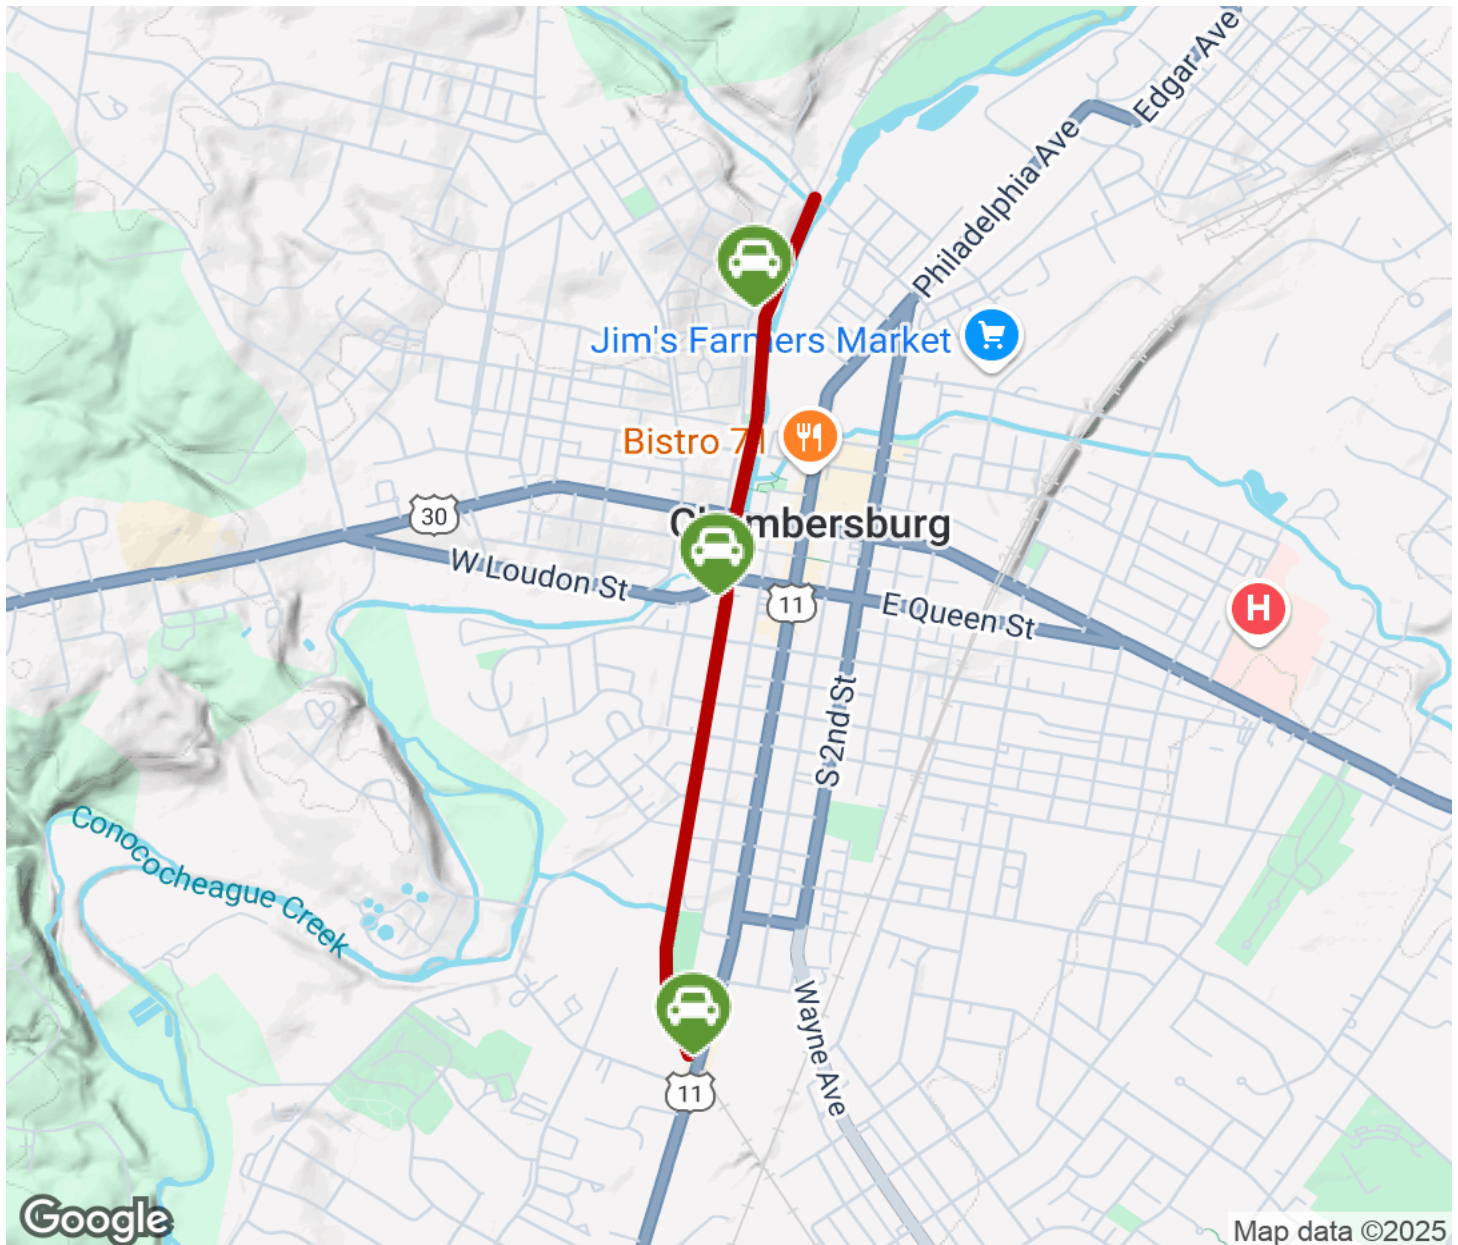 Edgar Ave
Philadelphia Ave
Jim's Farmers Market
Bistro 71
30
Chambersburg
W Loudon St
11
E Queen St
H
S 2nd St
Conococheague Creek
Wayne Ave
11
Google
Map data ©2025